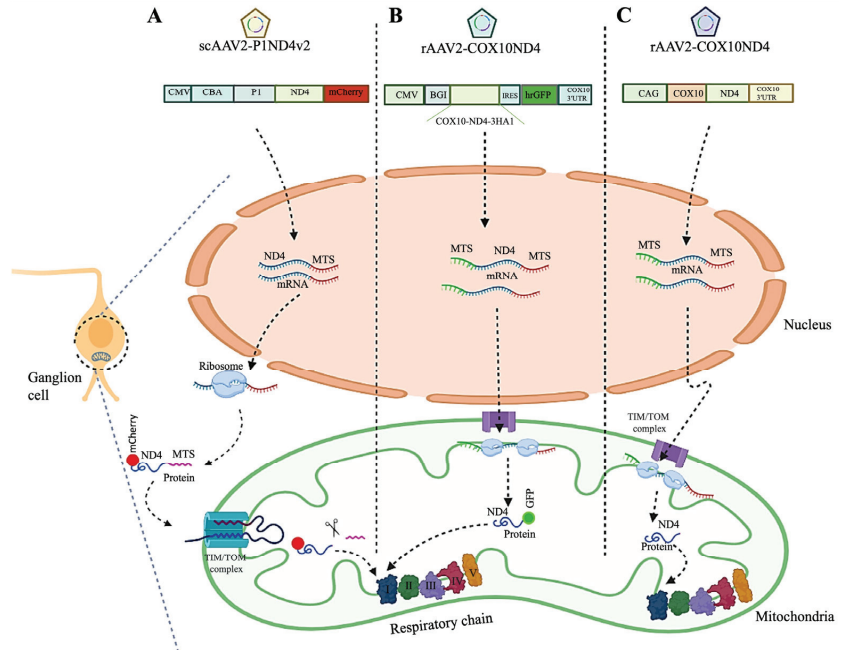 A
scAAV2-P1ND4v2
B
rAAV2-COX10ND4
C
rAAV2-COX10ND4
CMV CBA P1 ND4 mCherry
CMV BGI IRES hrGFP COX10
3'UTR
COX10-ND4-3HA1
CAG COX10 ND4 COX10
3'UTR
ND4 MTS
mRNA
MTS ND4 MTS
mRNA
MTS MTS
mRNA
Nucleus
Ribosome
Ganglion
cell
mCherry
ND4 MTS
Protein
TIM/TOM
complex
TIM/TOM
complex
ND4 GFP
Protein
ND4
Protein
I II III IV V
Respiratory chain
Mitochondria